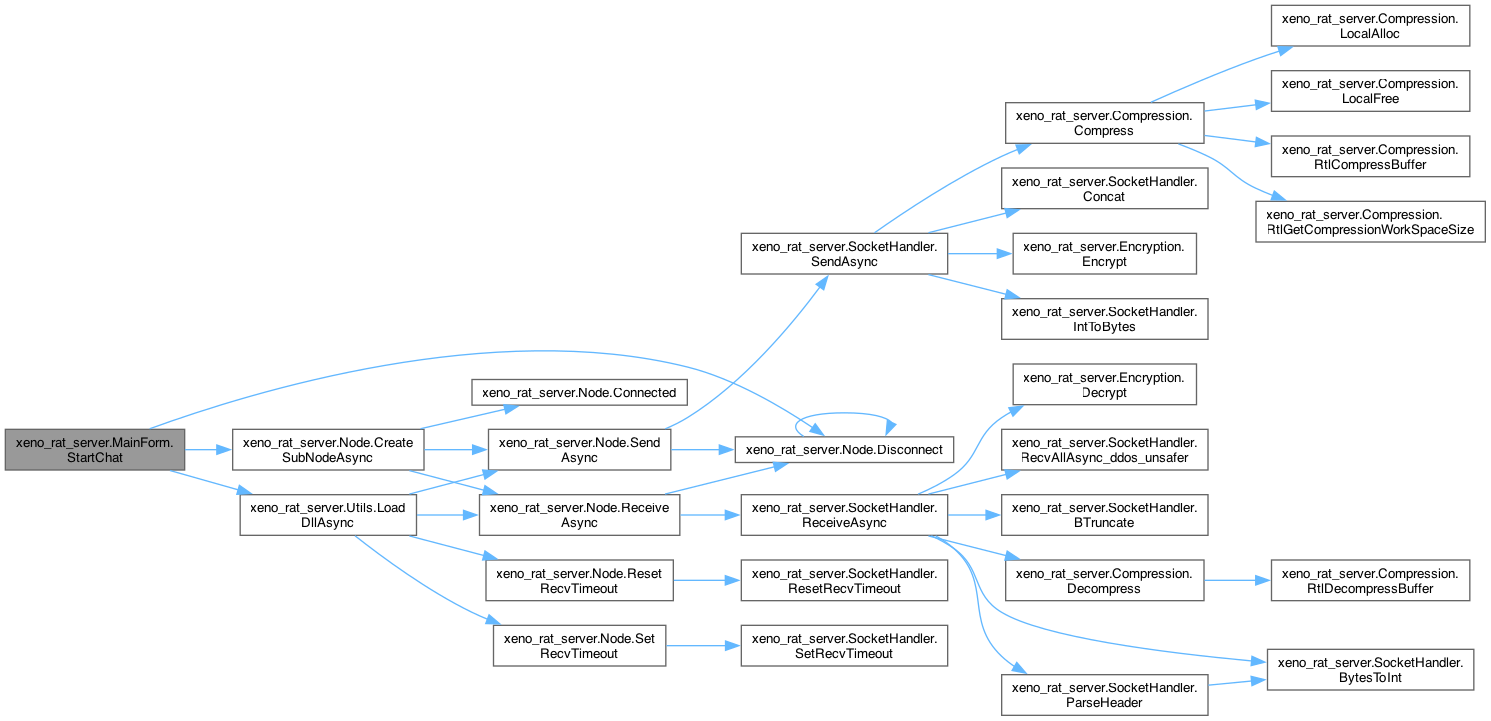 xeno_rat_server.MainForm.
StartChat
xeno_rat_server.Node.Create
SubNodeAsync
xeno_rat_server.Utils.Load
DllAsync
xeno_rat_server.Node.Connected
xeno_rat_server.Node.Send
Async
xeno_rat_server.Node.Receive
Async
xeno_rat_server.Node.Reset
RecvTimeout
xeno_rat_server.Node.Set
RecvTimeout
xeno_rat_server.SocketHandler.
SendAsync
xeno_rat_server.Node.Disconnect
xeno_rat_server.SocketHandler.
ReceiveAsync
xeno_rat_server.SocketHandler.
ResetRecvTimeout
xeno_rat_server.SocketHandler.
SetRecvTimeout
xeno_rat_server.Compression.
Compress
xeno_rat_server.SocketHandler.
Concat
xeno_rat_server.Encryption.
Encrypt
xeno_rat_server.SocketHandler.
IntToBytes
xeno_rat_server.Encryption.
Decrypt
xeno_rat_server.SocketHandler.
RecvAllAsync_ddos_unsafer
xeno_rat_server.SocketHandler.
BTruncate
xeno_rat_server.Compression.
Decompress
xeno_rat_server.SocketHandler.
ParseHeader
xeno_rat_server.Compression.
LocalAlloc
xeno_rat_server.Compression.
LocalFree
xeno_rat_server.Compression.
RtlCompressBuffer
xeno_rat_server.Compression.
RtlGetCompressionWorkSpaceSize
xeno_rat_server.Compression.
RtlDecompressBuffer
xeno_rat_server.SocketHandler.
BytesToInt